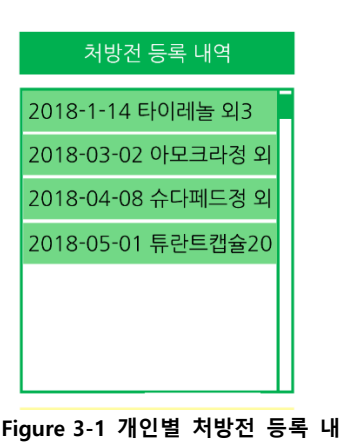 처방전 등록 내역
2018-1-14 타이레놀 외3
2018-03-02 아모크라정 외
2018-04-08 슈다페드정 외
2018-05-01 튜란트캡슐20
Figure 3-1 개인별 처방전 등록 내